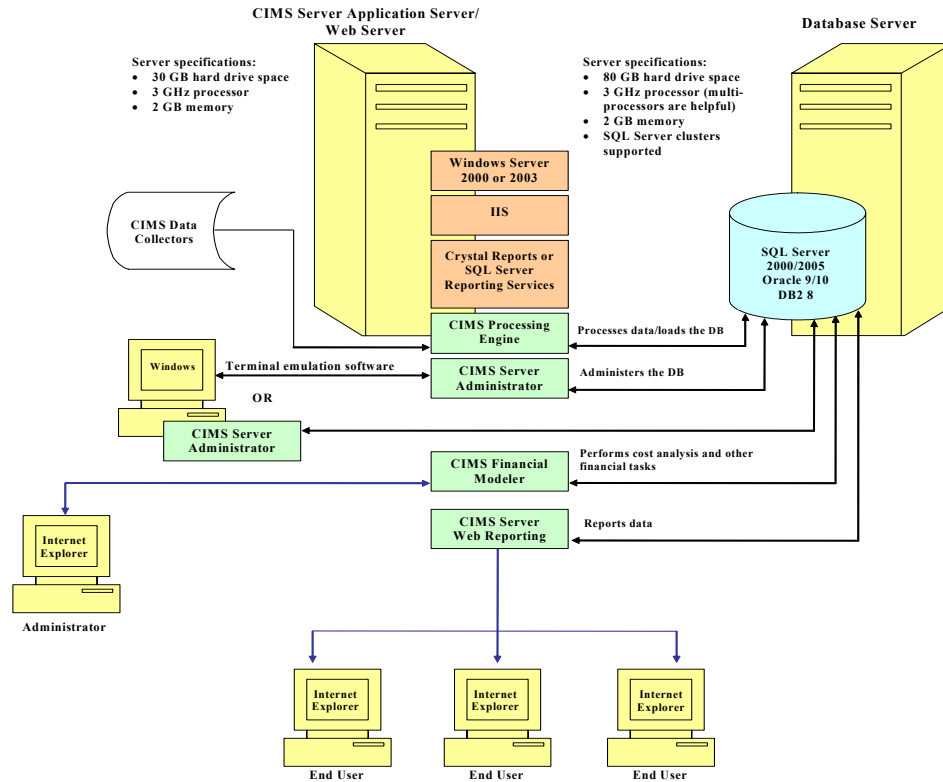 CIMS Server Application Server/
Web Server
Database Server
Server specifications:
• 30 GB hard drive space
• 3 GHz processor
• 2 GB memory
Server specifications:
• 80 GB hard drive space
• 3 GHz processor (multi-
processors are helpful)
• 2 GB memory
• SQL Server clusters
supported
Windows Server
2000 or 2003
IIS
Crystal Reports or
SQL Server
Reporting Services
CIMS Data
Collectors
SQL Server
2000/2005
Oracle 9/10
DB2 8
CIMS Processing
Engine
Processes data/loads the DB
Windows
Terminal emulation software
CIMS Server
Administrator
Administers the DB
OR
CIMS Server
Administrator
CIMS Financial
Modeler
Performs cost analysis and other
financial tasks
CIMS Server
Web Reporting
Reports data
Internet
Explorer
Administrator
Internet
Explorer
End User
Internet
Explorer
End User
Internet
Explorer
End User